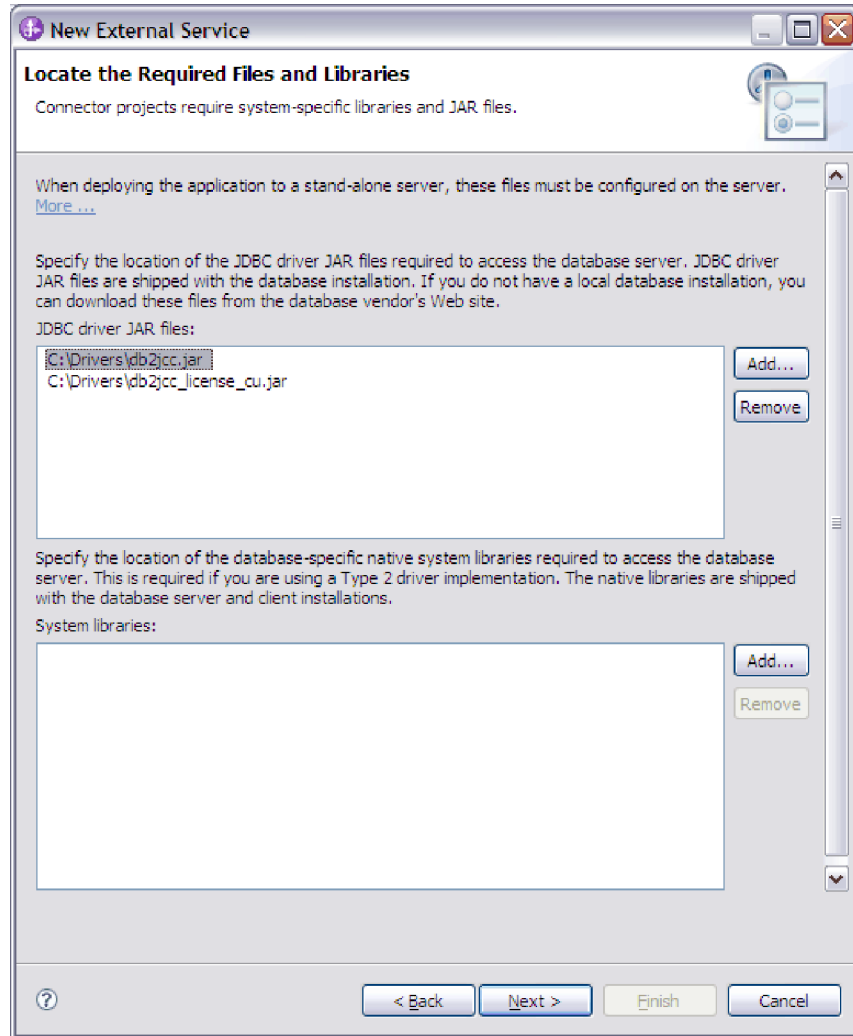 New External Service
Locate the Required Files and Libraries
Connector projects require system-specific libraries and JAR files.
When deploying the application to a stand-alone server, these files must be configured on the server.
More ...
Specify the location of the JDBC driver JAR files required to access the database server. JDBC driver
JAR files are shipped with the database installation. If you do not have a local database installation, you
can download these files from the database vendor's Web site.
JDBC driver JAR files:
C:\Drivers\db2jcc.jar
Add...
C:\Drivers\db2jcc_license_cu.jar
Remove
Specify the location of the database-specific native system libraries required to access the database
server. This is required if you are using a Type 2 driver implementation. The native libraries are shipped
with the database server and client installations.
System libraries:
Add...
Remove
?
< Back
Next >
Finish
Cancel